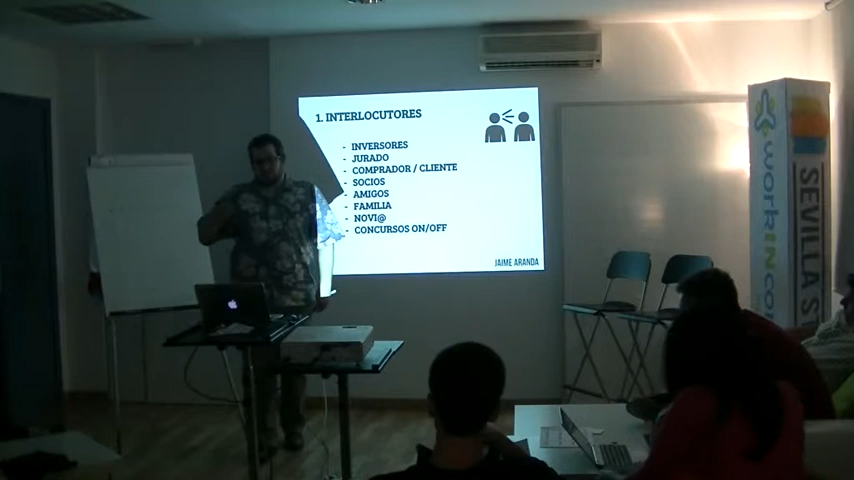 1. INTERLOCUTORES
- INVERSORES
- JURADO
- COMPRADOR / CLIENTE
- SOCIOS
- AMIGOS
- FAMILIA
- NOVI@
- CONCURSOS ON/OFF
JAIME ARANDA
workINcom
SEVILLA S